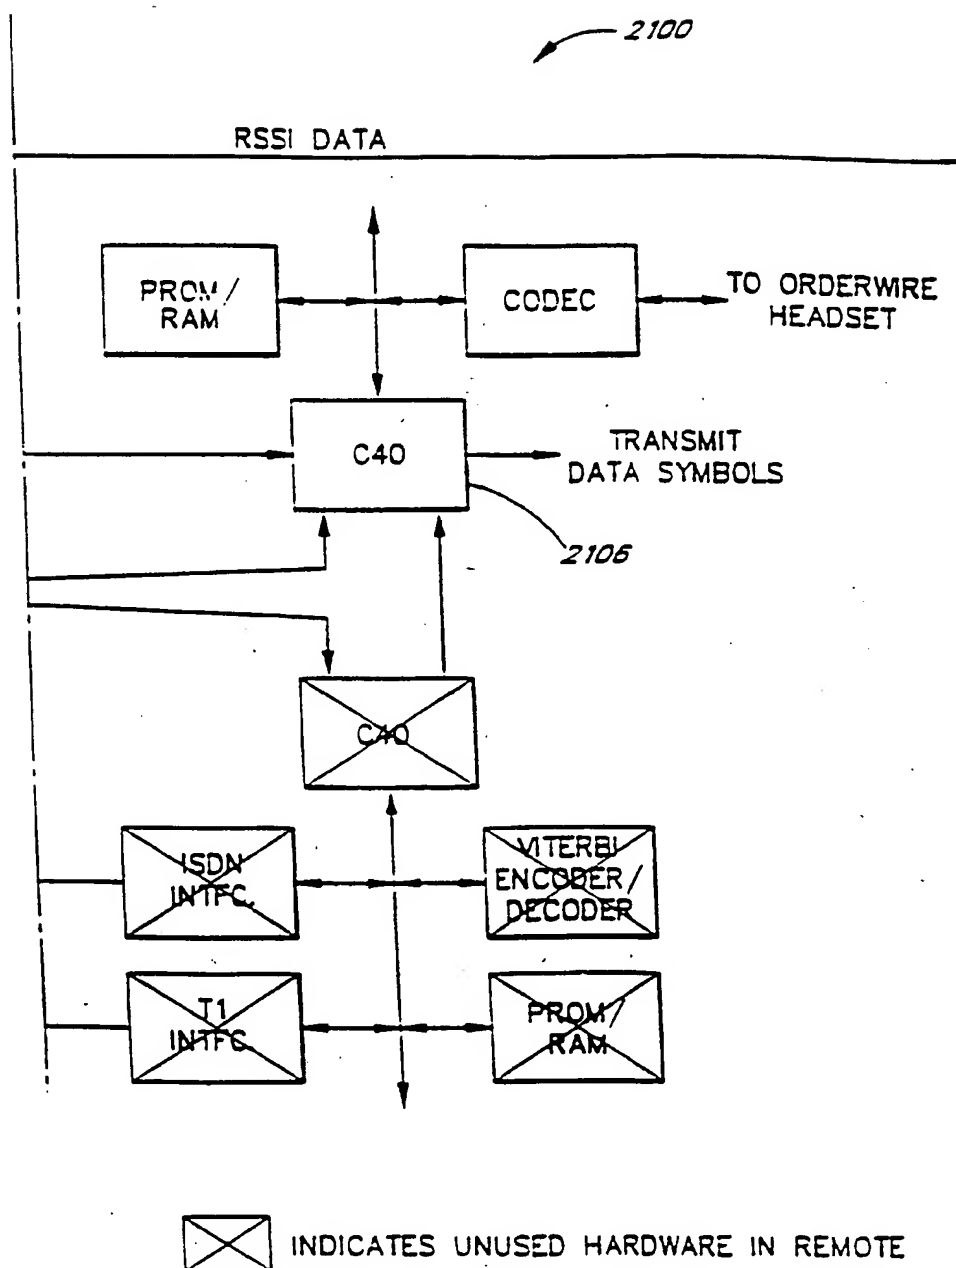 2100
RSSI DATA
PROM/
RAM
CODEC
TO ORDERWIRE
HEADSET
C40
TRANSMIT
DATA SYMBOLS
2106
C40
ISDN
INTFC.
VITERBI
ENCODER/
DECODER
T1
INTFC.
PROM/
RAM
INDICATES UNUSED HARDWARE IN REMOTE